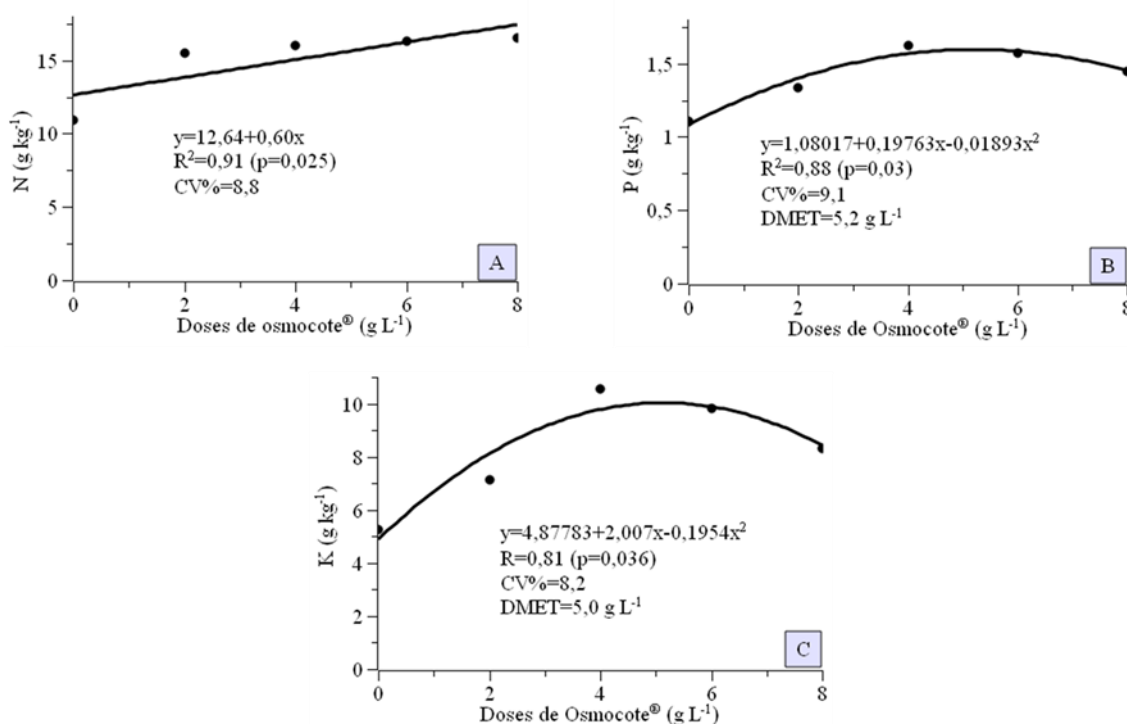 N (g kg⁻¹)
15
10
5
0
y=12,64+0,60x
R²=0,91 (p=0,025)
CV%=8,8
A
0 2 4 6 8
Doses de osmocote® (g L⁻¹)
P (g kg⁻¹)
1,5
1
0,5
0
y=1,08017+0,19763x-0,01893x²
R²=0,88 (p=0,03)
CV%=9,1
DMET=5,2 g L⁻¹
B
0 2 4 6 8
Doses de Osmocote® (g L⁻¹)
K (g kg⁻¹)
10
8
6
4
2
0
y=4,87783+2,007x-0,1954x²
R=0,81 (p=0,036)
CV%=8,2
DMET=5,0 g L⁻¹
C
0 2 4 6 8
Doses de Osmocote® (g L⁻¹)